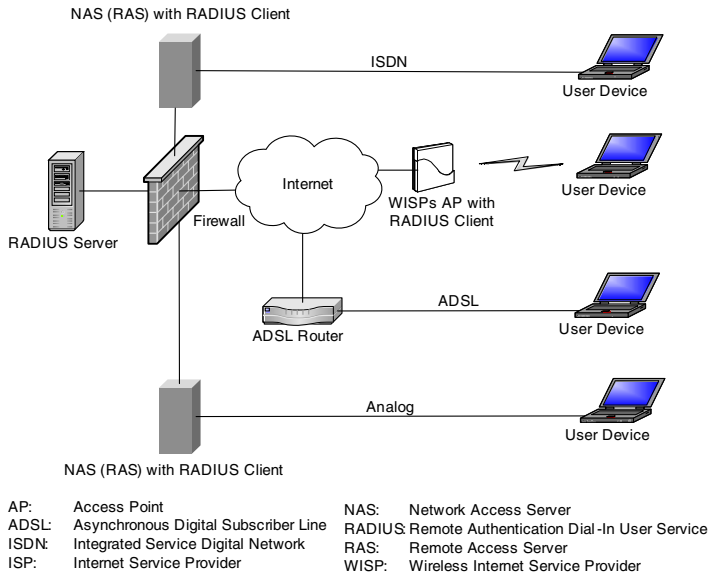 NAS (RAS) with RADIUS Client
ISDN
User Device
Internet
WISPs AP with
RADIUS Client
User Device
Firewall
RADIUS Server
ADSL
ADSL Router
User Device
Analog
User Device
NAS (RAS) with RADIUS Client
AP: Access Point
ADSL: Asynchronous Digital Subscriber Line
ISDN: Integrated Service Digital Network
ISP: Internet Service Provider
NAS: Network Access Server
RADIUS: Remote Authentication Dial-In User Service
RAS: Remote Access Server
WISP: Wireless Internet Service Provider